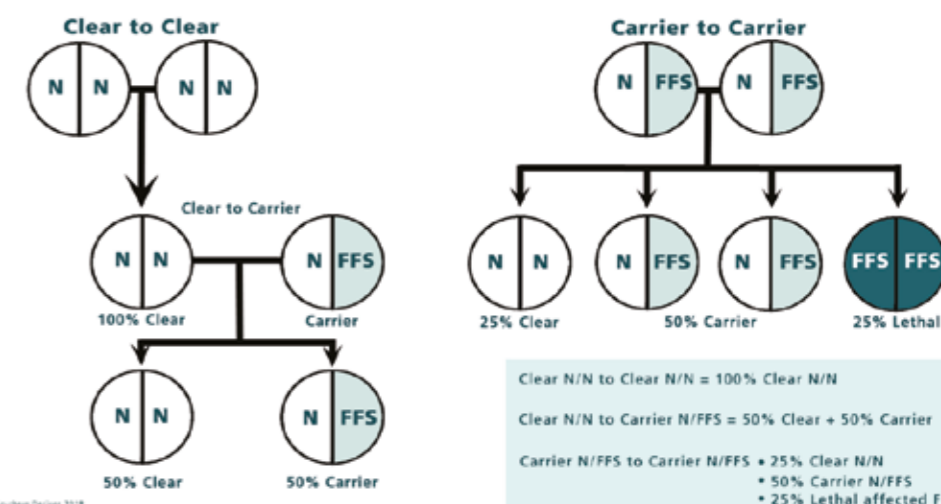 Clear to Clear
N N N N
Clear to Carrier
N N N FFS
100% Clear Carrier
N N N FFS
50% Clear 50% Carrier
Carrier to Carrier
N FFS N FFS
N N N FFS N FFS FFS FFS
25% Clear 50% Carrier 25% Lethal
Clear N/N to Clear N/N = 100% Clear N/N
Clear N/N to Carrier N/FFS = 50% Clear + 50% Carrier
Carrier N/FFS to Carrier N/FFS • 25% Clear N/N
• 50% Carrier N/FFS
• 25% Lethal affected F